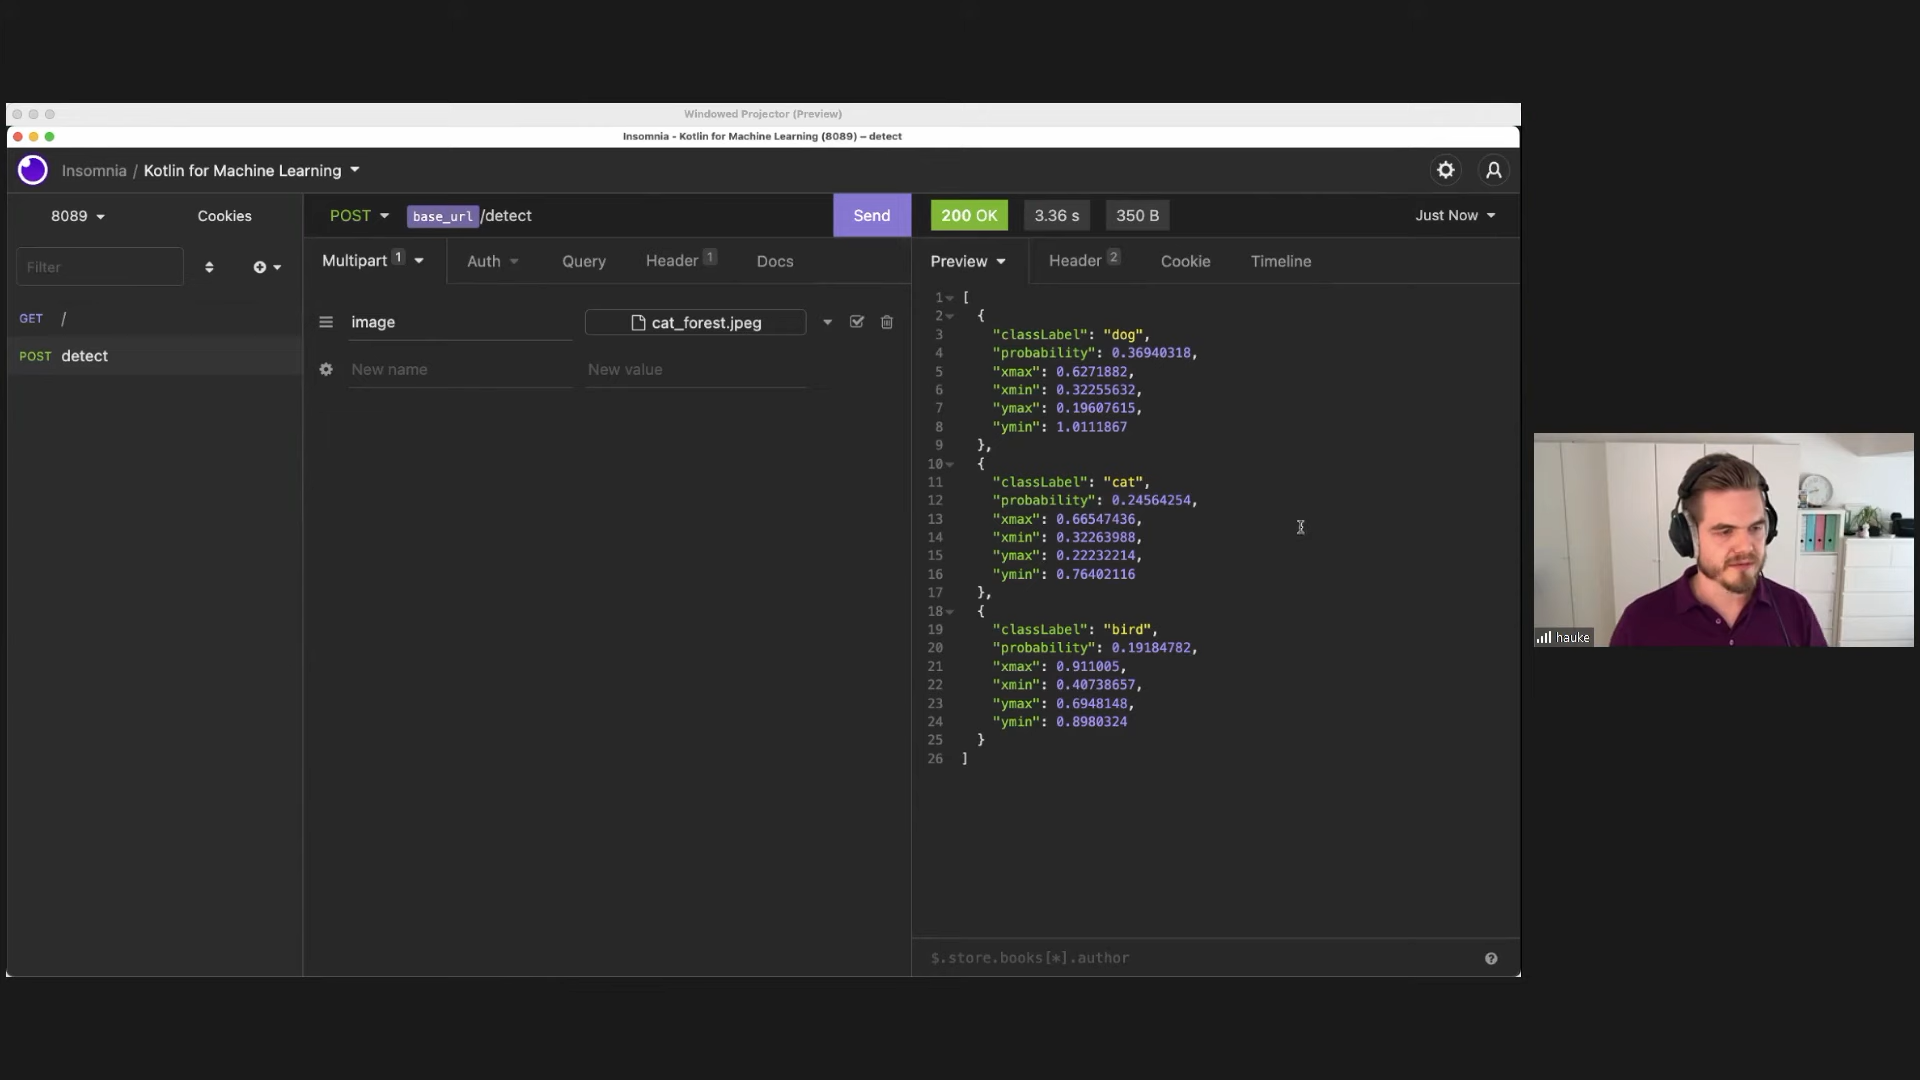 Windowed Projector (Preview)
Insomnia - Kotlin for Machine Learning (8089) – detect
Insomnia / Kotlin for Machine Learning
8089
Cookies
POST
base_url/detect
Send
200 OK
3.36 s
350 B
Just Now
Filter
Multipart 1
Auth
Query
Header 1
Docs
Preview
Header 2
Cookie
Timeline
GET /
POST detect
image
cat_forest.jpeg
New name
New value
1 [
2 {
3 "classLabel": "dog",
4 "probability": 0.36940318,
5 "xmax": 0.6271882,
6 "xmin": 0.32255632,
7 "ymax": 0.19607615,
8 "ymin": 1.0111867
9 },
10 {
11 "classLabel": "cat",
12 "probability": 0.24564254,
13 "xmax": 0.66547436,
14 "xmin": 0.32263988,
15 "ymax": 0.22232214,
16 "ymin": 0.76402116
17 },
18 {
19 "classLabel": "bird",
20 "probability": 0.19184782,
21 "xmax": 0.911005,
22 "xmin": 0.40738657,
23 "ymax": 0.6948148,
24 "ymin": 0.8980324
25 }
26 ]
$.store.books[*].author
hauke